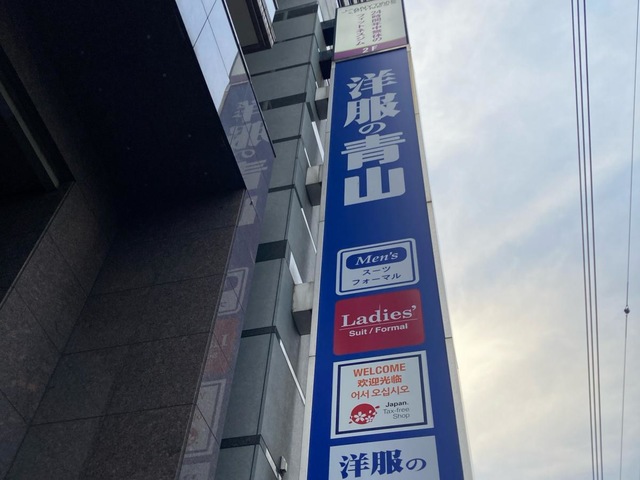 2F
洋服の青山
Men's
スーツ
フォーマル
Ladies'
Suit / Formal
WELCOME
欢迎光临
어서 오십시오
Japan.
Tax-free
Shop
洋服の